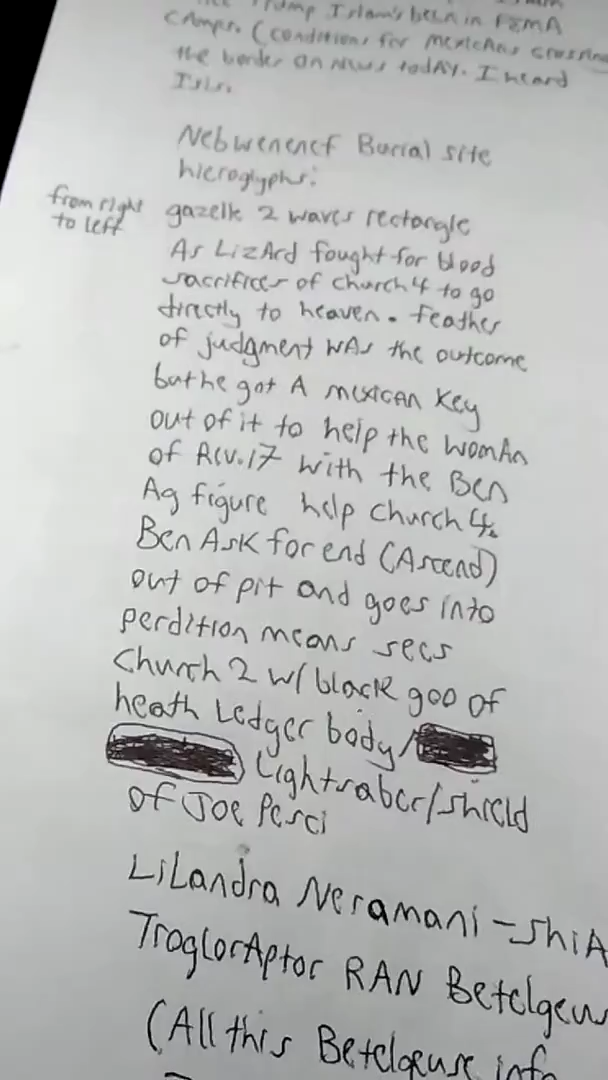 Trump Islam's been in FEMA
camps. (conditions for mexicans crossing
the border on news today. I heard
Isis.
Nebwenenef Burial site
hieroglyphs:
from right
to left
gazelle 2 waves rectangle
As Lizard fought for blood
sacrifices of church 4 to go
directly to heaven. feather
of judgment was the outcome
but he got A mexican key
out of it to help the woman
of Rev. 17 with the Ben
Ag figure help church 4.
Ben Ask for end (Ascend)
out of pit and goes into
perdition means sees
church 2 w/ black goo of
heath Ledger body/
Lightsaber/shield
of Joe Pesci
LiLandra Neramani - ShiA
TroglorAptor RAN Betelgeus
(All this Betelgeuse info